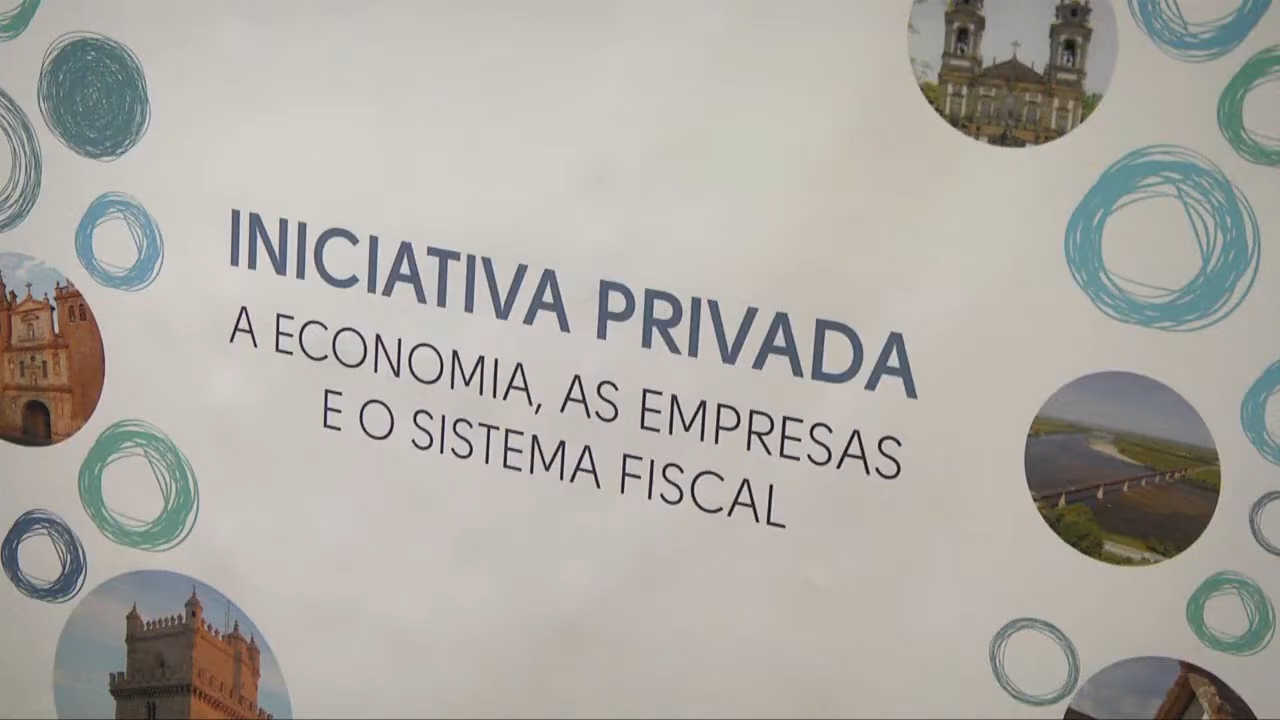 INICIATIVA PRIVADA
A ECONOMIA, AS EMPRESAS
E O SISTEMA FISCAL